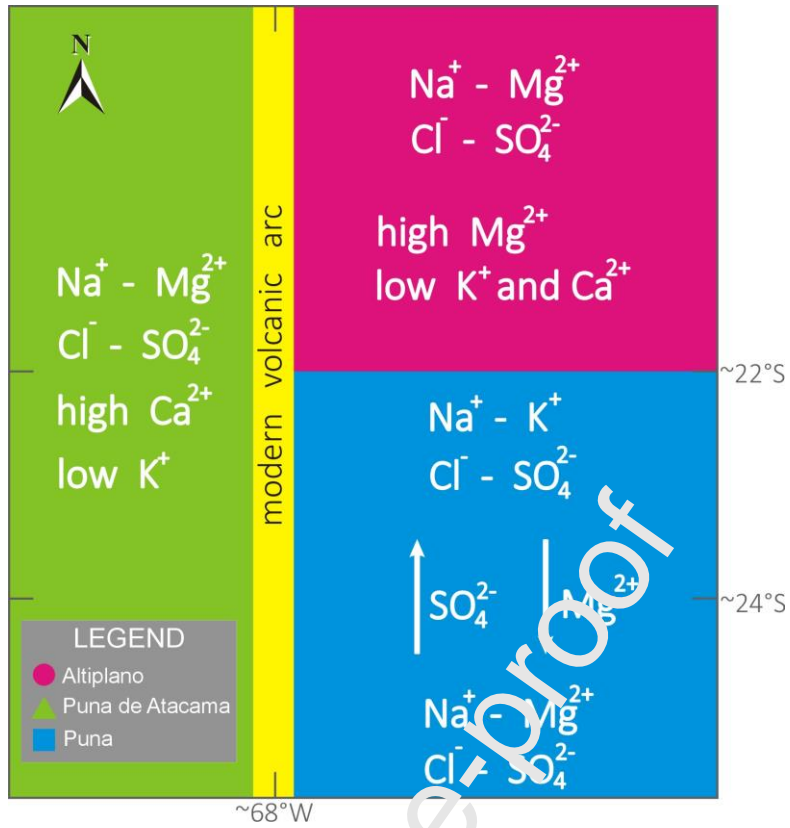 N
Na⁺ - Mg²⁺
Cl⁻ - SO₄²⁻
high Mg²⁺
low K⁺ and Ca²⁺
Na⁺ - Mg²⁺
Cl⁻ - SO₄²⁻
high Ca²⁺
low K⁺
modern volcanic arc
~22°S
Na⁺ - K⁺
Cl⁻ - SO₄²⁻
SO₄²⁻
Mg²⁺
~24°S
Na⁺ - Mg²⁺
Cl⁻ - SO₄²⁻
LEGEND
Altiplano
Puna de Atacama
Puna
~68°W
e-proof